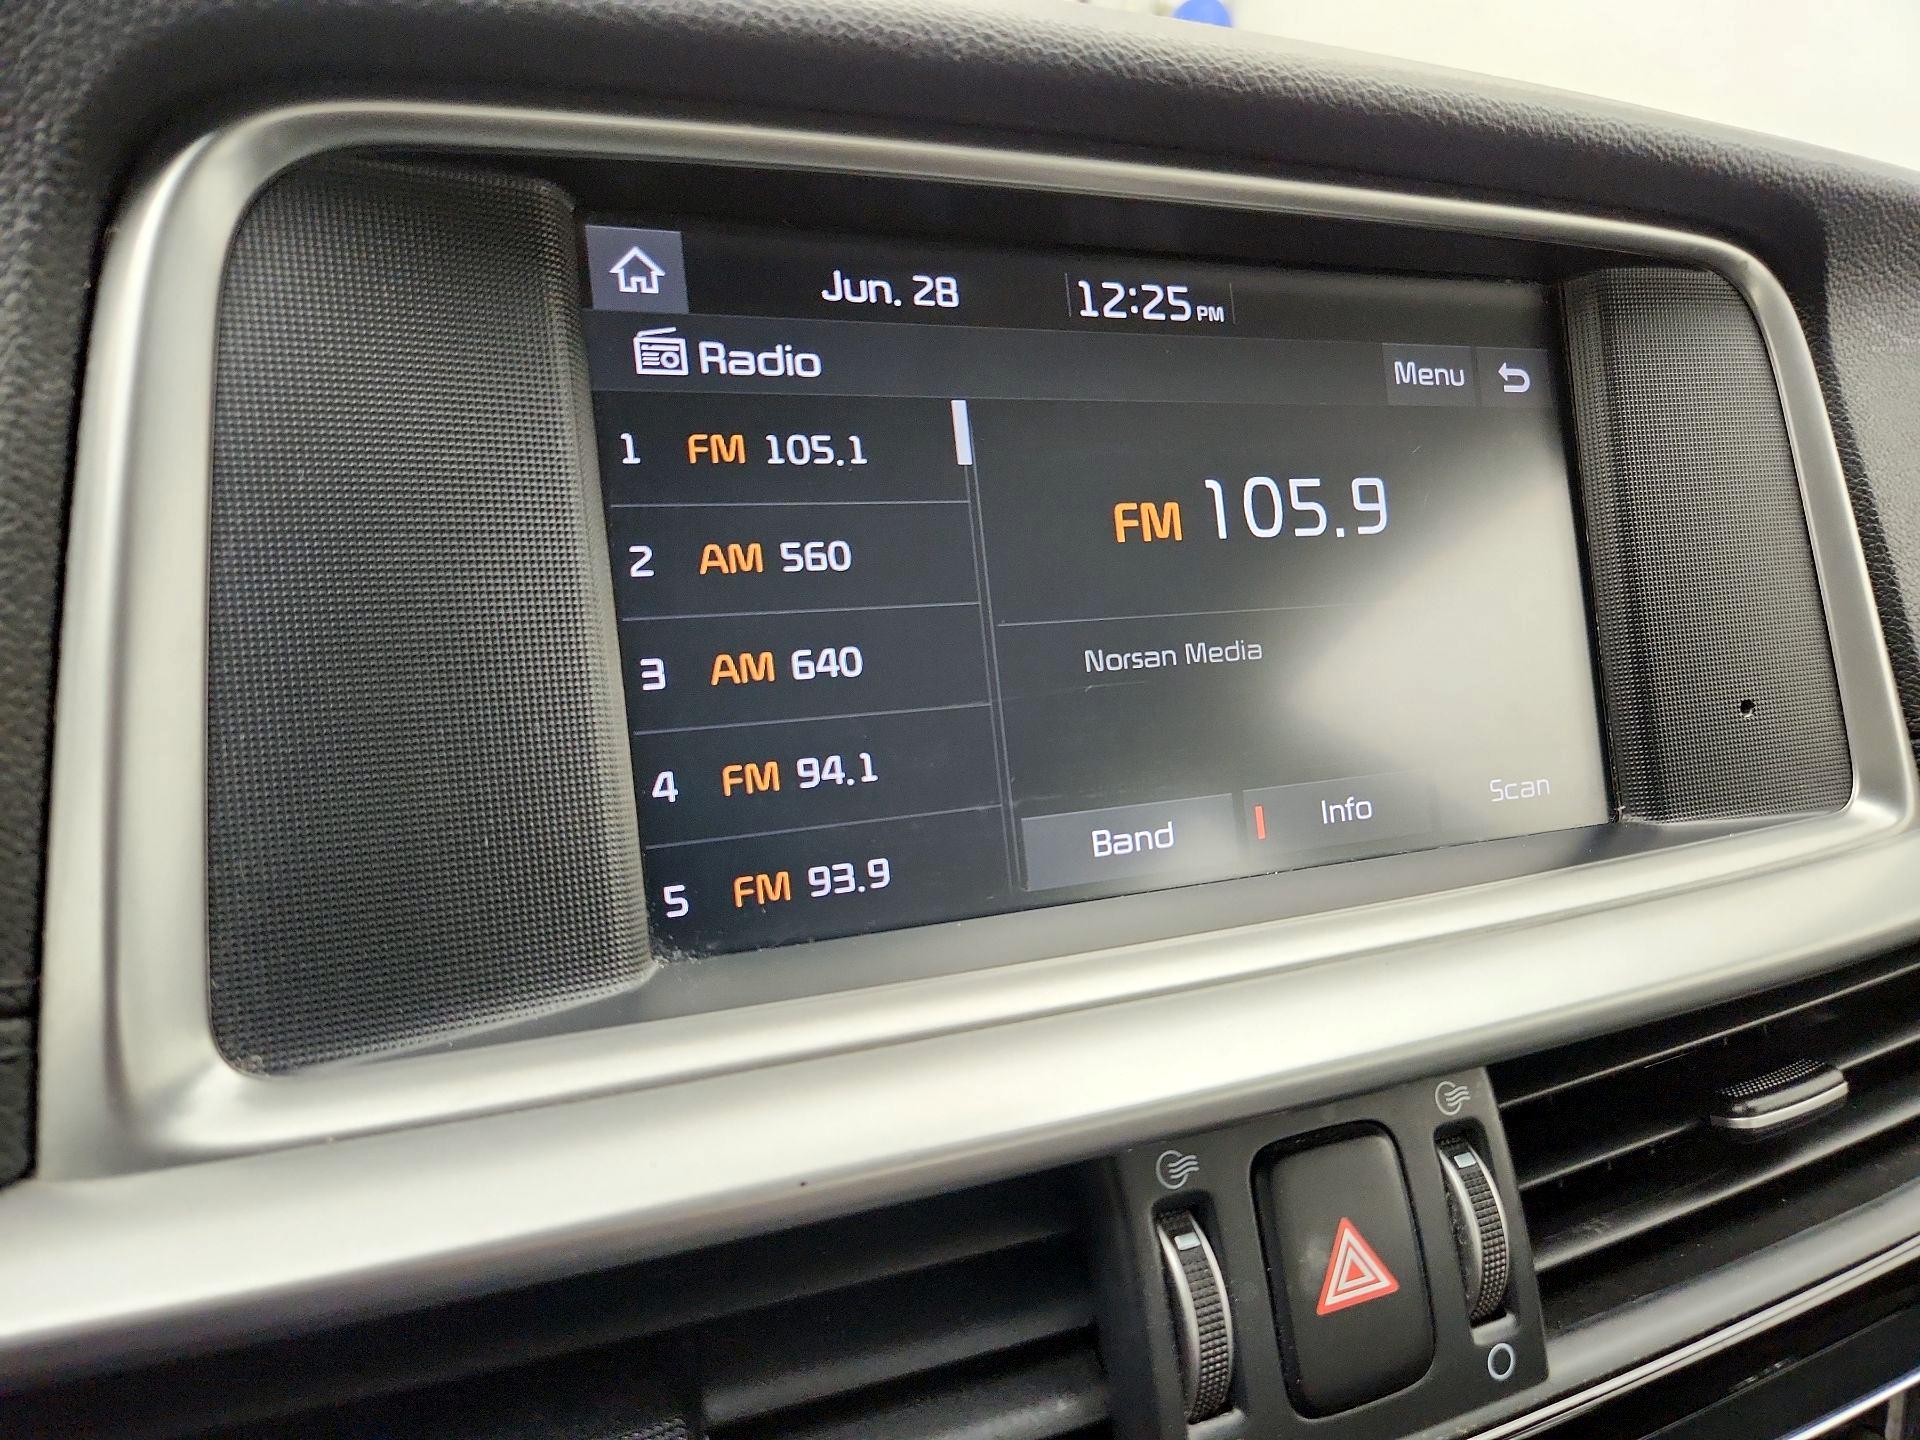 Jun. 28 12:25 PM
Radio Menu
1 FM 105.1
2 AM 560
3 AM 640
4 FM 94.1
5 FM 93.9
FM 105.9
Norsan Media
Band Info Scan